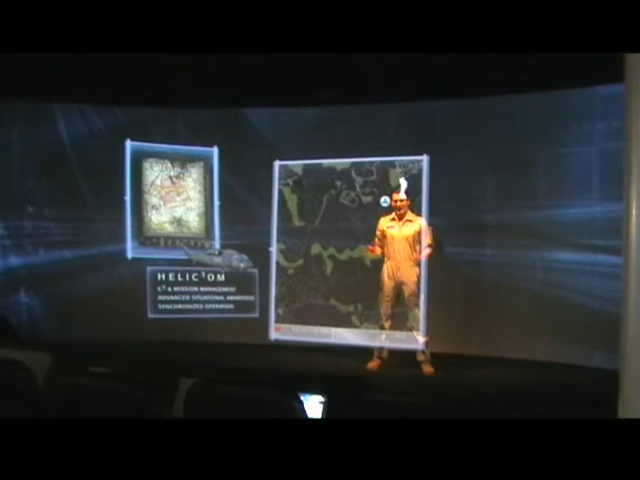 HELIC³OM
C³ & MISSION MANAGEMENT
ADVANCED SITUATIONAL AWARENESS
SYNCHRONIZED OPERATION